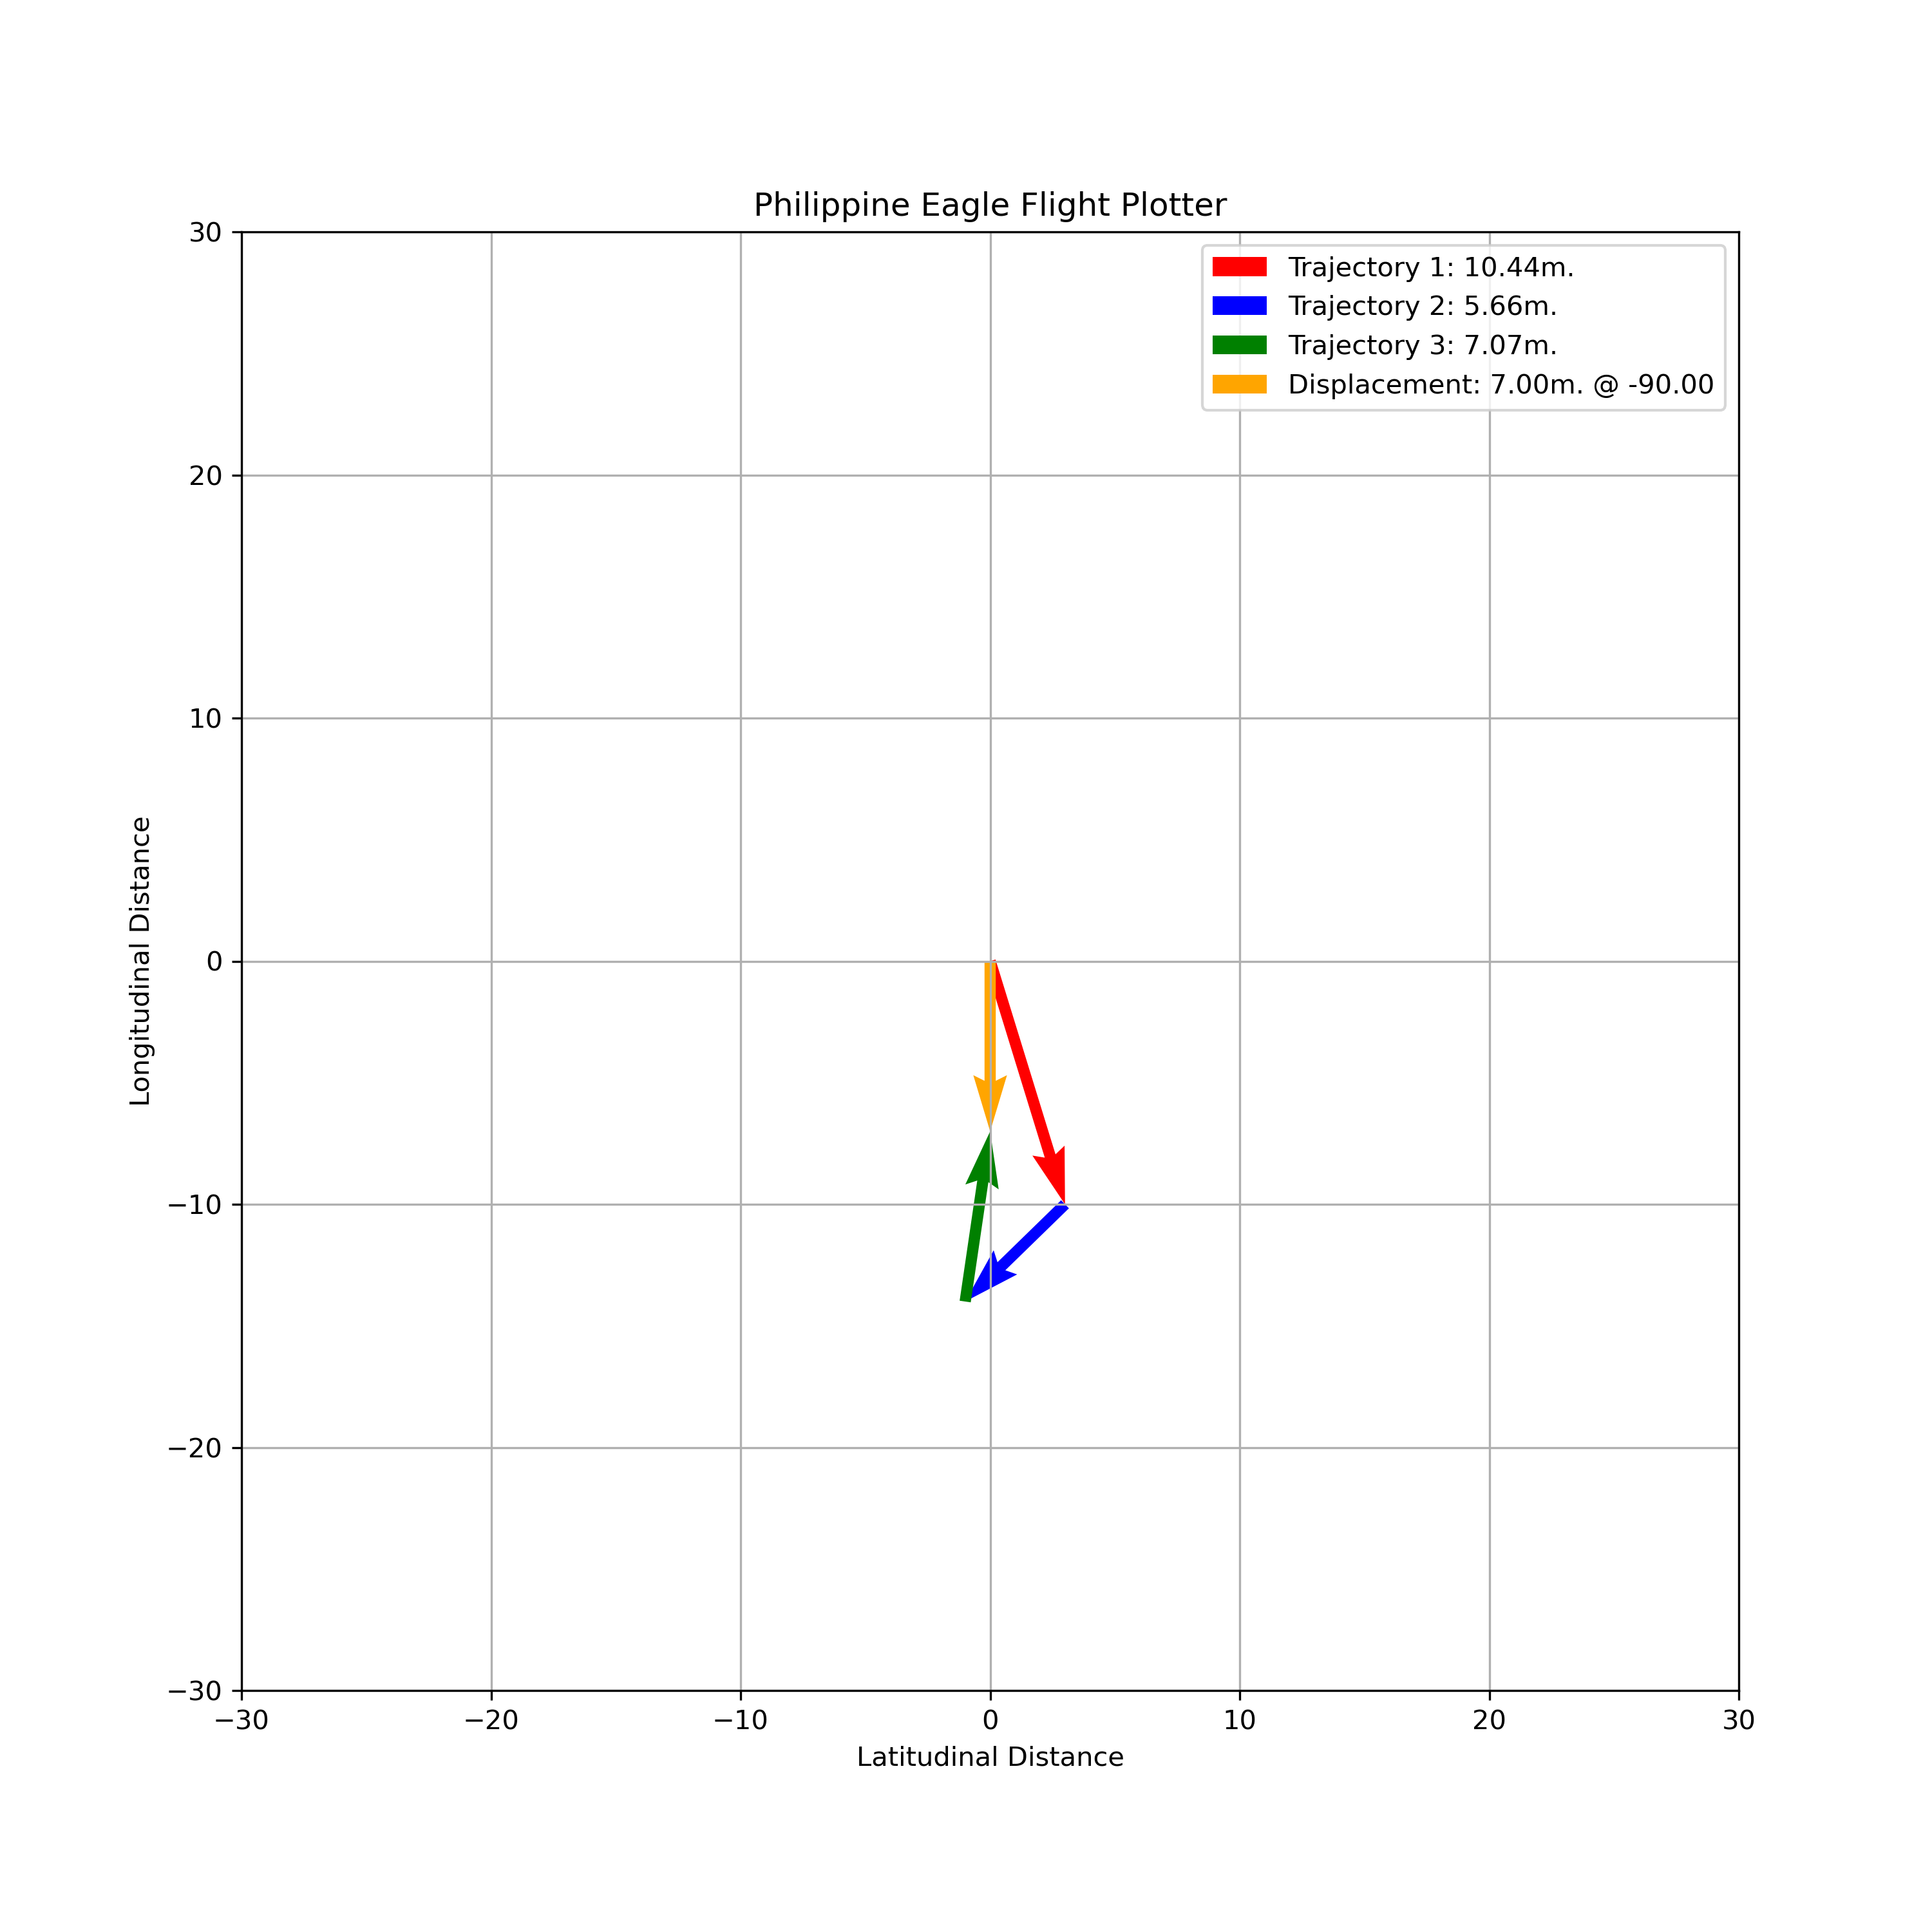 Philippine Eagle Flight Plotter
Trajectory 1: 10.44m.
Trajectory 2: 5.66m.
Trajectory 3: 7.07m.
Displacement: 7.00m. @ -90.00
30
20
10
0
−10
−20
−30
Longitudinal Distance
−30 −20 −10 0 10 20 30
Latitudinal Distance